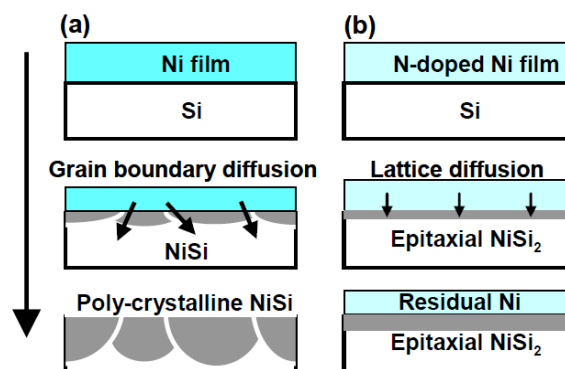 (a)
Ni film
Si
Grain boundary diffusion
NiSi
Poly-crystalline NiSi
(b)
N-doped Ni film
Si
Lattice diffusion
Epitaxial NiSi₂
Residual Ni
Epitaxial NiSi₂